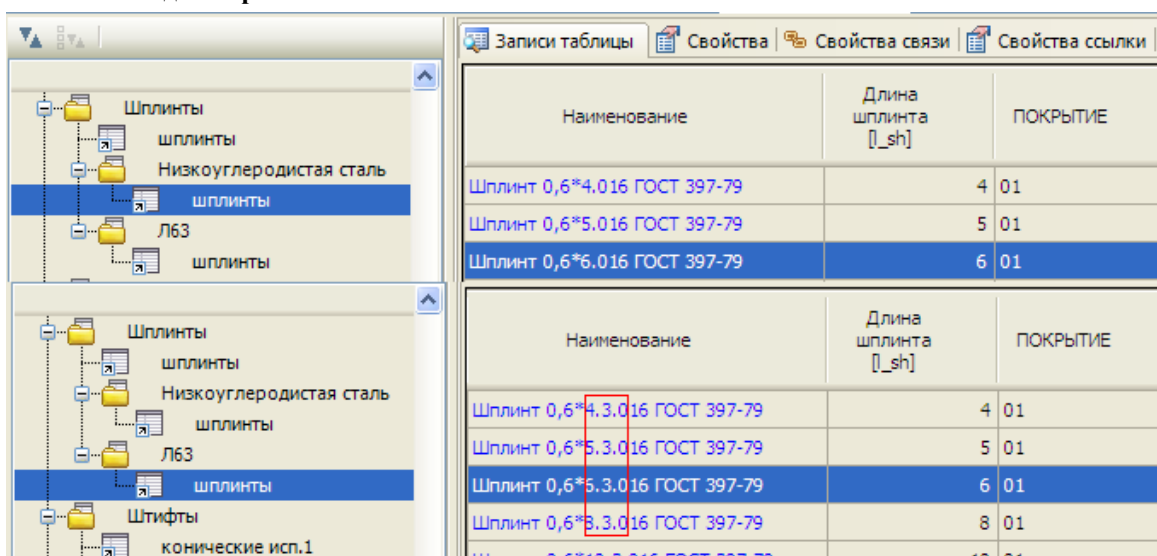 Записи таблицы Свойства Свойства связи Свойства ссылки
Шплинты
шплинты
Низкоуглеродистая сталь
шплинты
Л63
шплинты
Наименование
Длина
шплинта
[l_sh]
ПОКРЫТИЕ
Шплинт 0,6*4.016 ГОСТ 397-79 4 01
Шплинт 0,6*5.016 ГОСТ 397-79 5 01
Шплинт 0,6*6.016 ГОСТ 397-79 6 01
Шплинты
шплинты
Низкоуглеродистая сталь
шплинты
Л63
шплинты
Штифты
конические исп.1
Наименование
Длина
шплинта
[l_sh]
ПОКРЫТИЕ
Шплинт 0,6*4.3.016 ГОСТ 397-79 4 01
Шплинт 0,6*5.3.016 ГОСТ 397-79 5 01
Шплинт 0,6*6.3.016 ГОСТ 397-79 6 01
Шплинт 0,6*8.3.016 ГОСТ 397-79 8 01